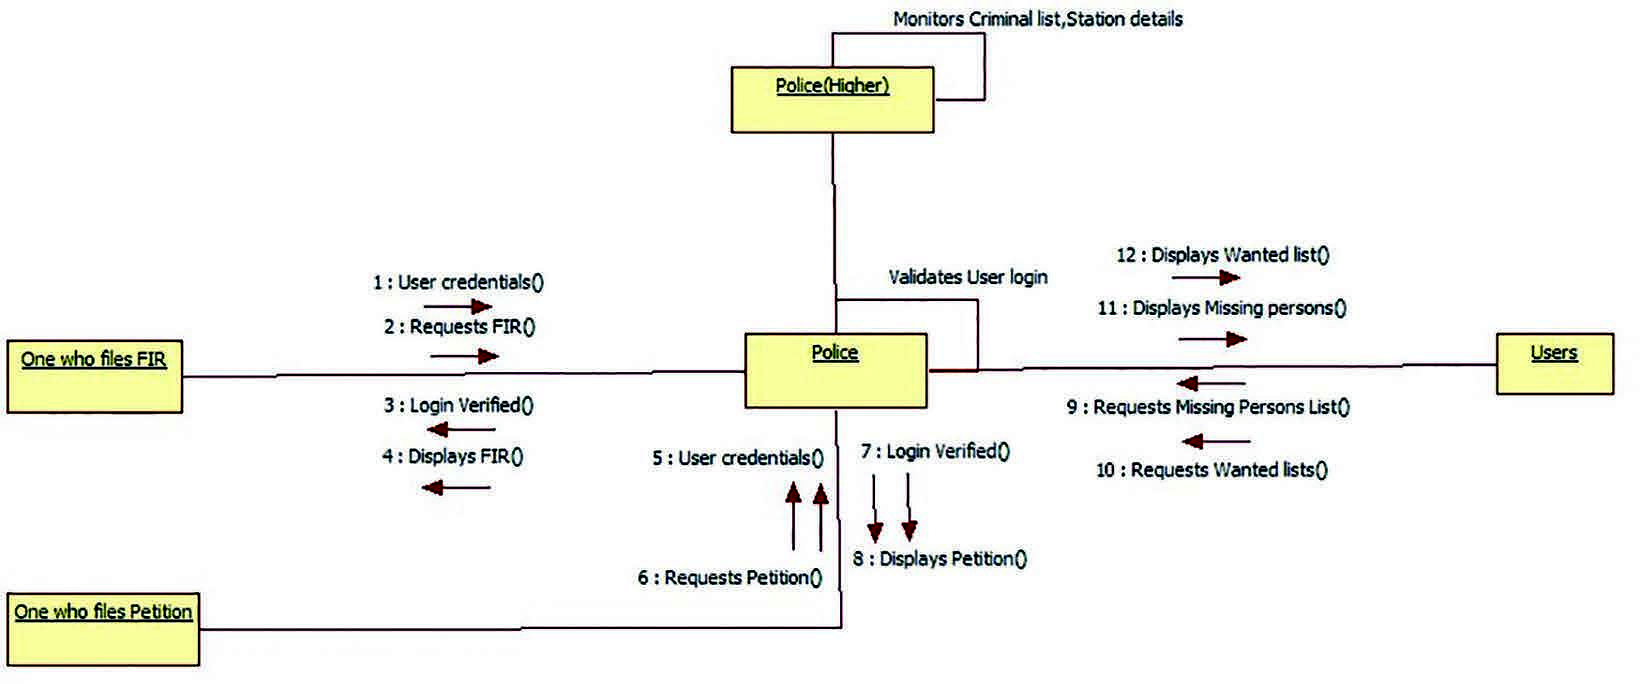 Monitors Criminal list,Station details
Police(Higher)
Validates User login
12 : Displays Wanted list()
1 : User credentials()
11 : Displays Missing persons()
2 : Requests FIR()
One who files FIR
Police
Users
3 : Login Verified()
9 : Requests Missing Persons List()
4 : Displays FIR()
5 : User credentials()
7 : Login Verified()
10 : Requests Wanted lists()
8 : Displays Petition()
6 : Requests Petition()
One who files Petition